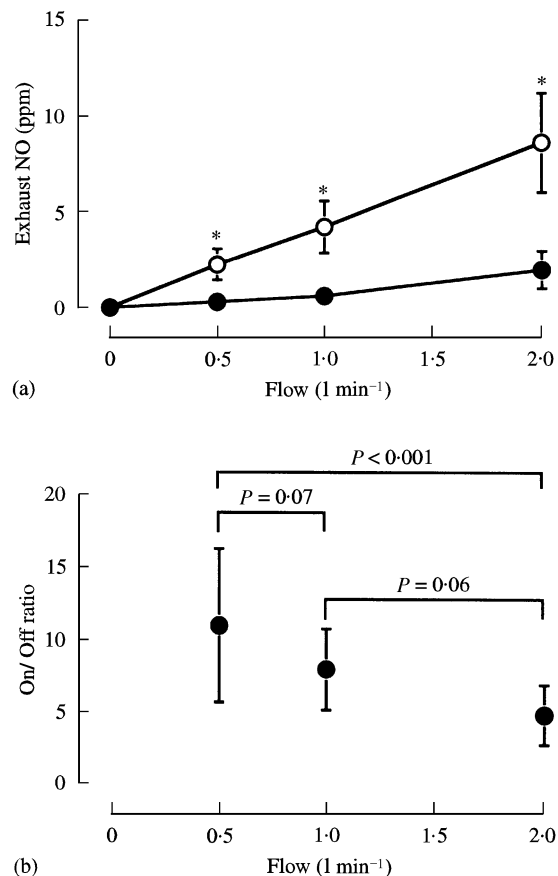 15
10
5
0
Exhaust NO (ppm)
*
*
*
0
0·5
1·0
1·5
2·0
Flow (1 min⁻¹)
(a)
P < 0·001
P = 0·07
P = 0·06
20
15
10
5
0
On/ Off ratio
0
0·5
1·0
1·5
2·0
Flow (1 min⁻¹)
(b)